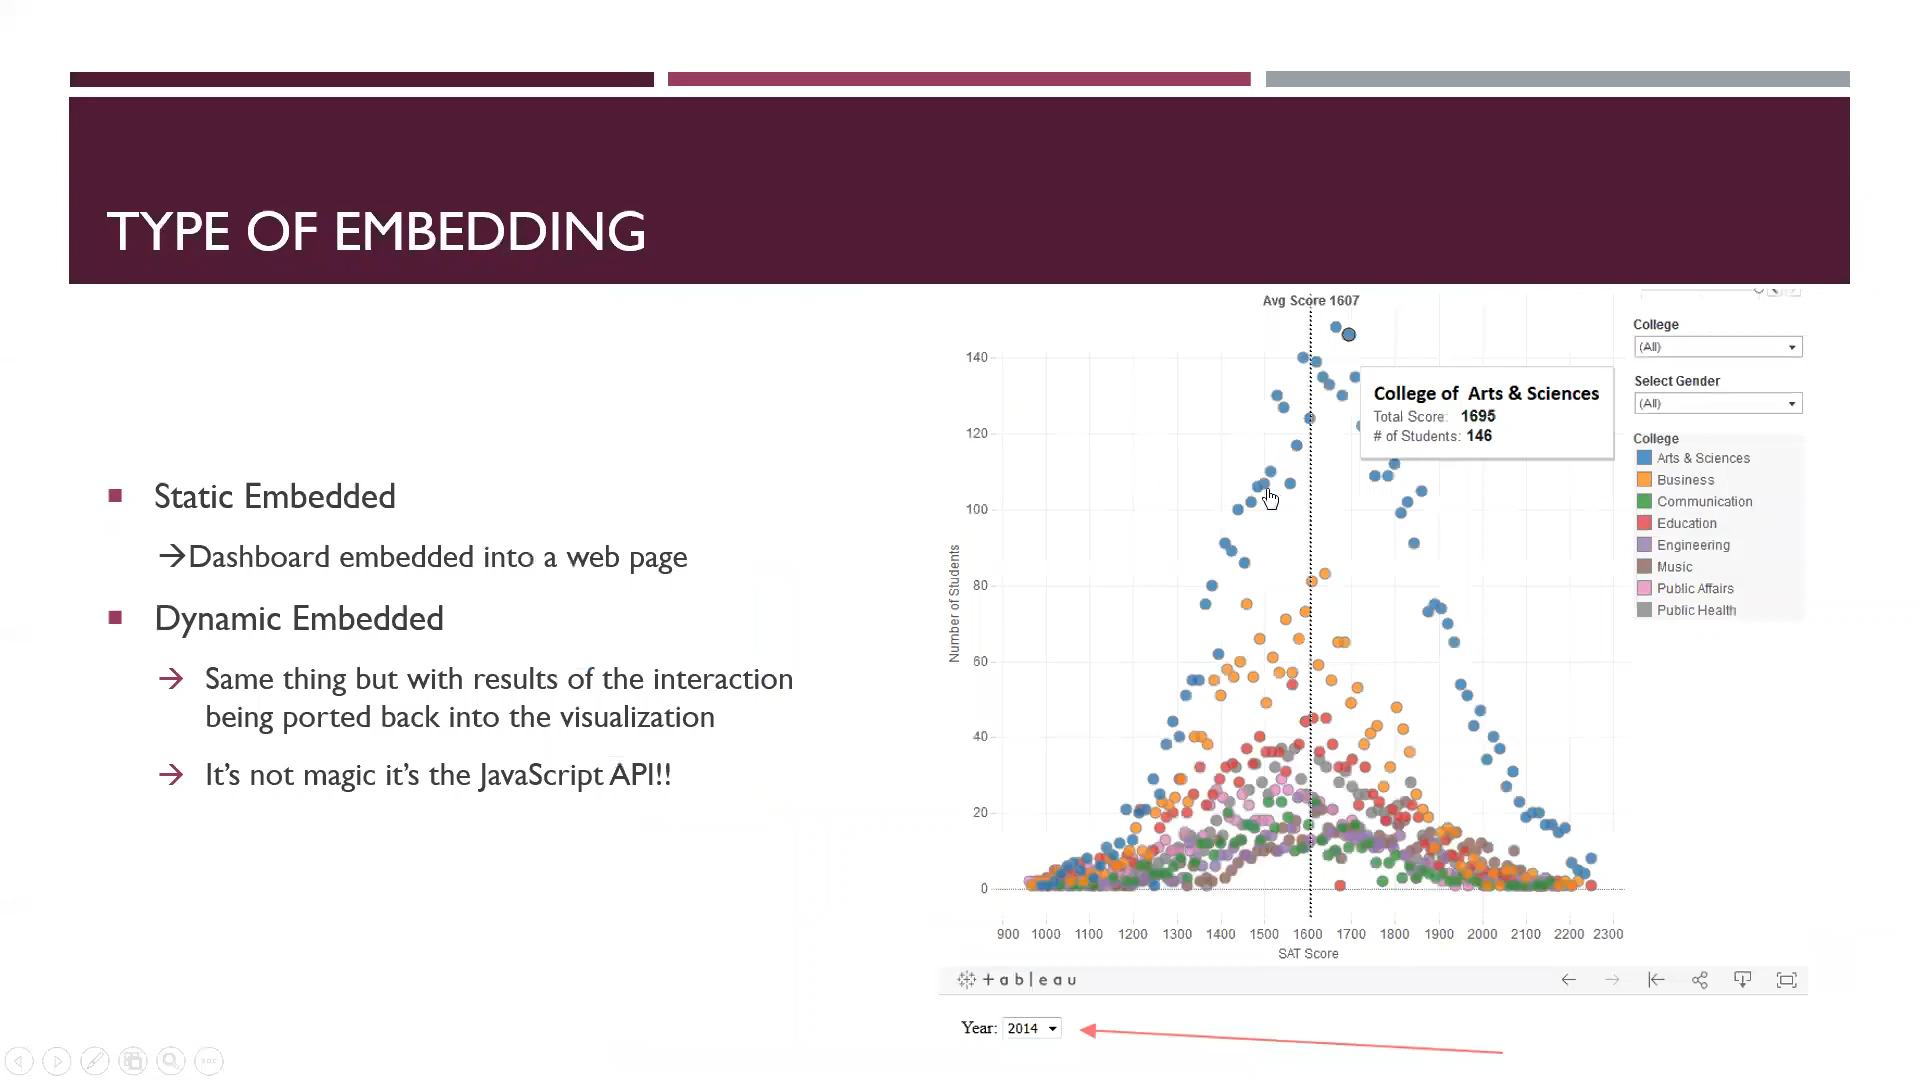 TYPE OF EMBEDDING
Static Embedded
→Dashboard embedded into a web page
Dynamic Embedded
→ Same thing but with results of the interaction
being ported back into the visualization
→ It's not magic it's the JavaScript API!!
Avg Score 1607
140
120
100
80
60
40
20
0
Number of Students
900 1000 1100 1200 1300 1400 1500 1600 1700 1800 1900 2000 2100 2200 2300
SAT Score
College of Arts & Sciences
Total Score: 1695
# of Students: 146
College
(All)
Select Gender
(All)
College
Arts & Sciences
Business
Communication
Education
Engineering
Music
Public Affairs
Public Health
+ableau
Year: 2014